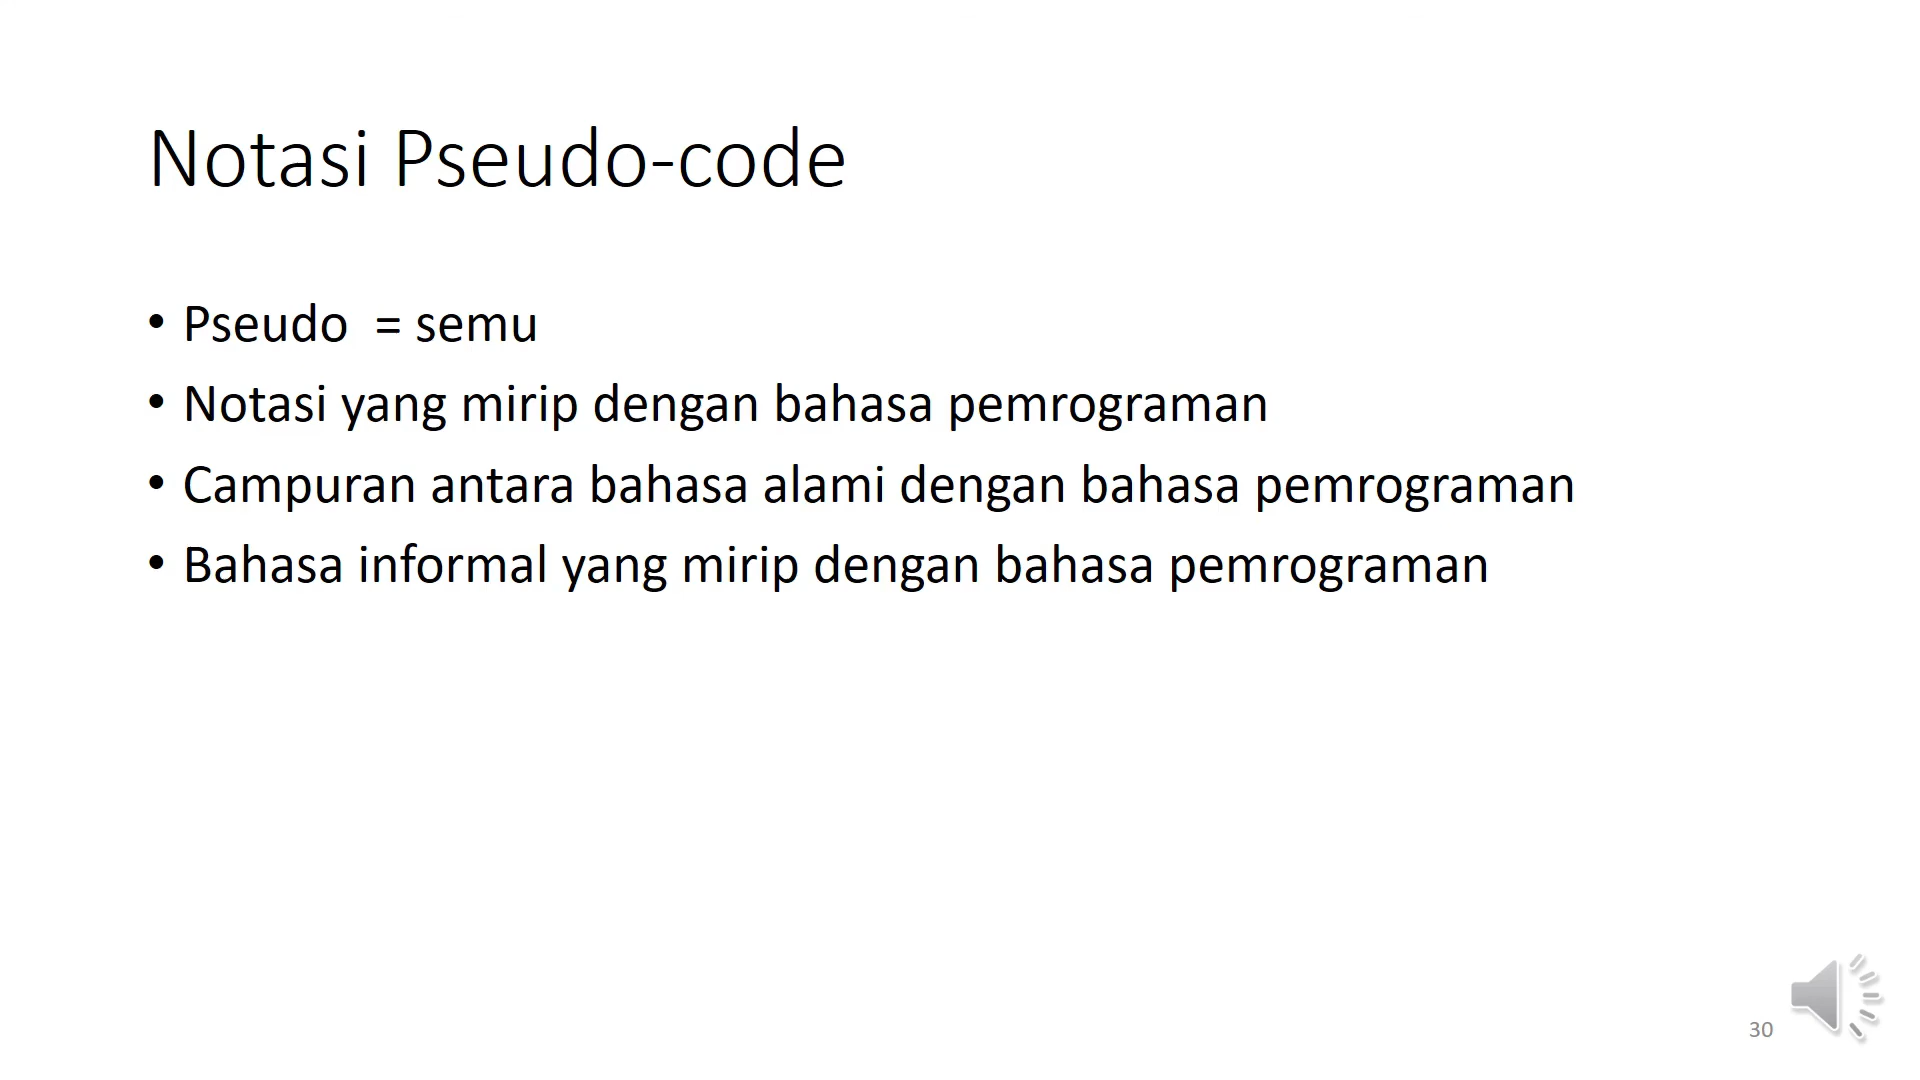 Notasi Pseudo-code
• Pseudo  = semu
• Notasi yang mirip dengan bahasa pemrograman
• Campuran antara bahasa alami dengan bahasa pemrograman
• Bahasa informal yang mirip dengan bahasa pemrograman
30